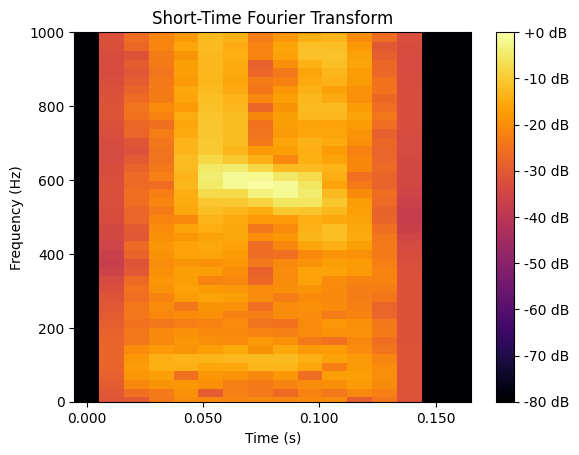 Short-Time Fourier Transform
1000
800
600
400
200
0
Frequency (Hz)
0.000
0.050
0.100
0.150
Time (s)
+0 dB
-10 dB
-20 dB
-30 dB
-40 dB
-50 dB
-60 dB
-70 dB
-80 dB